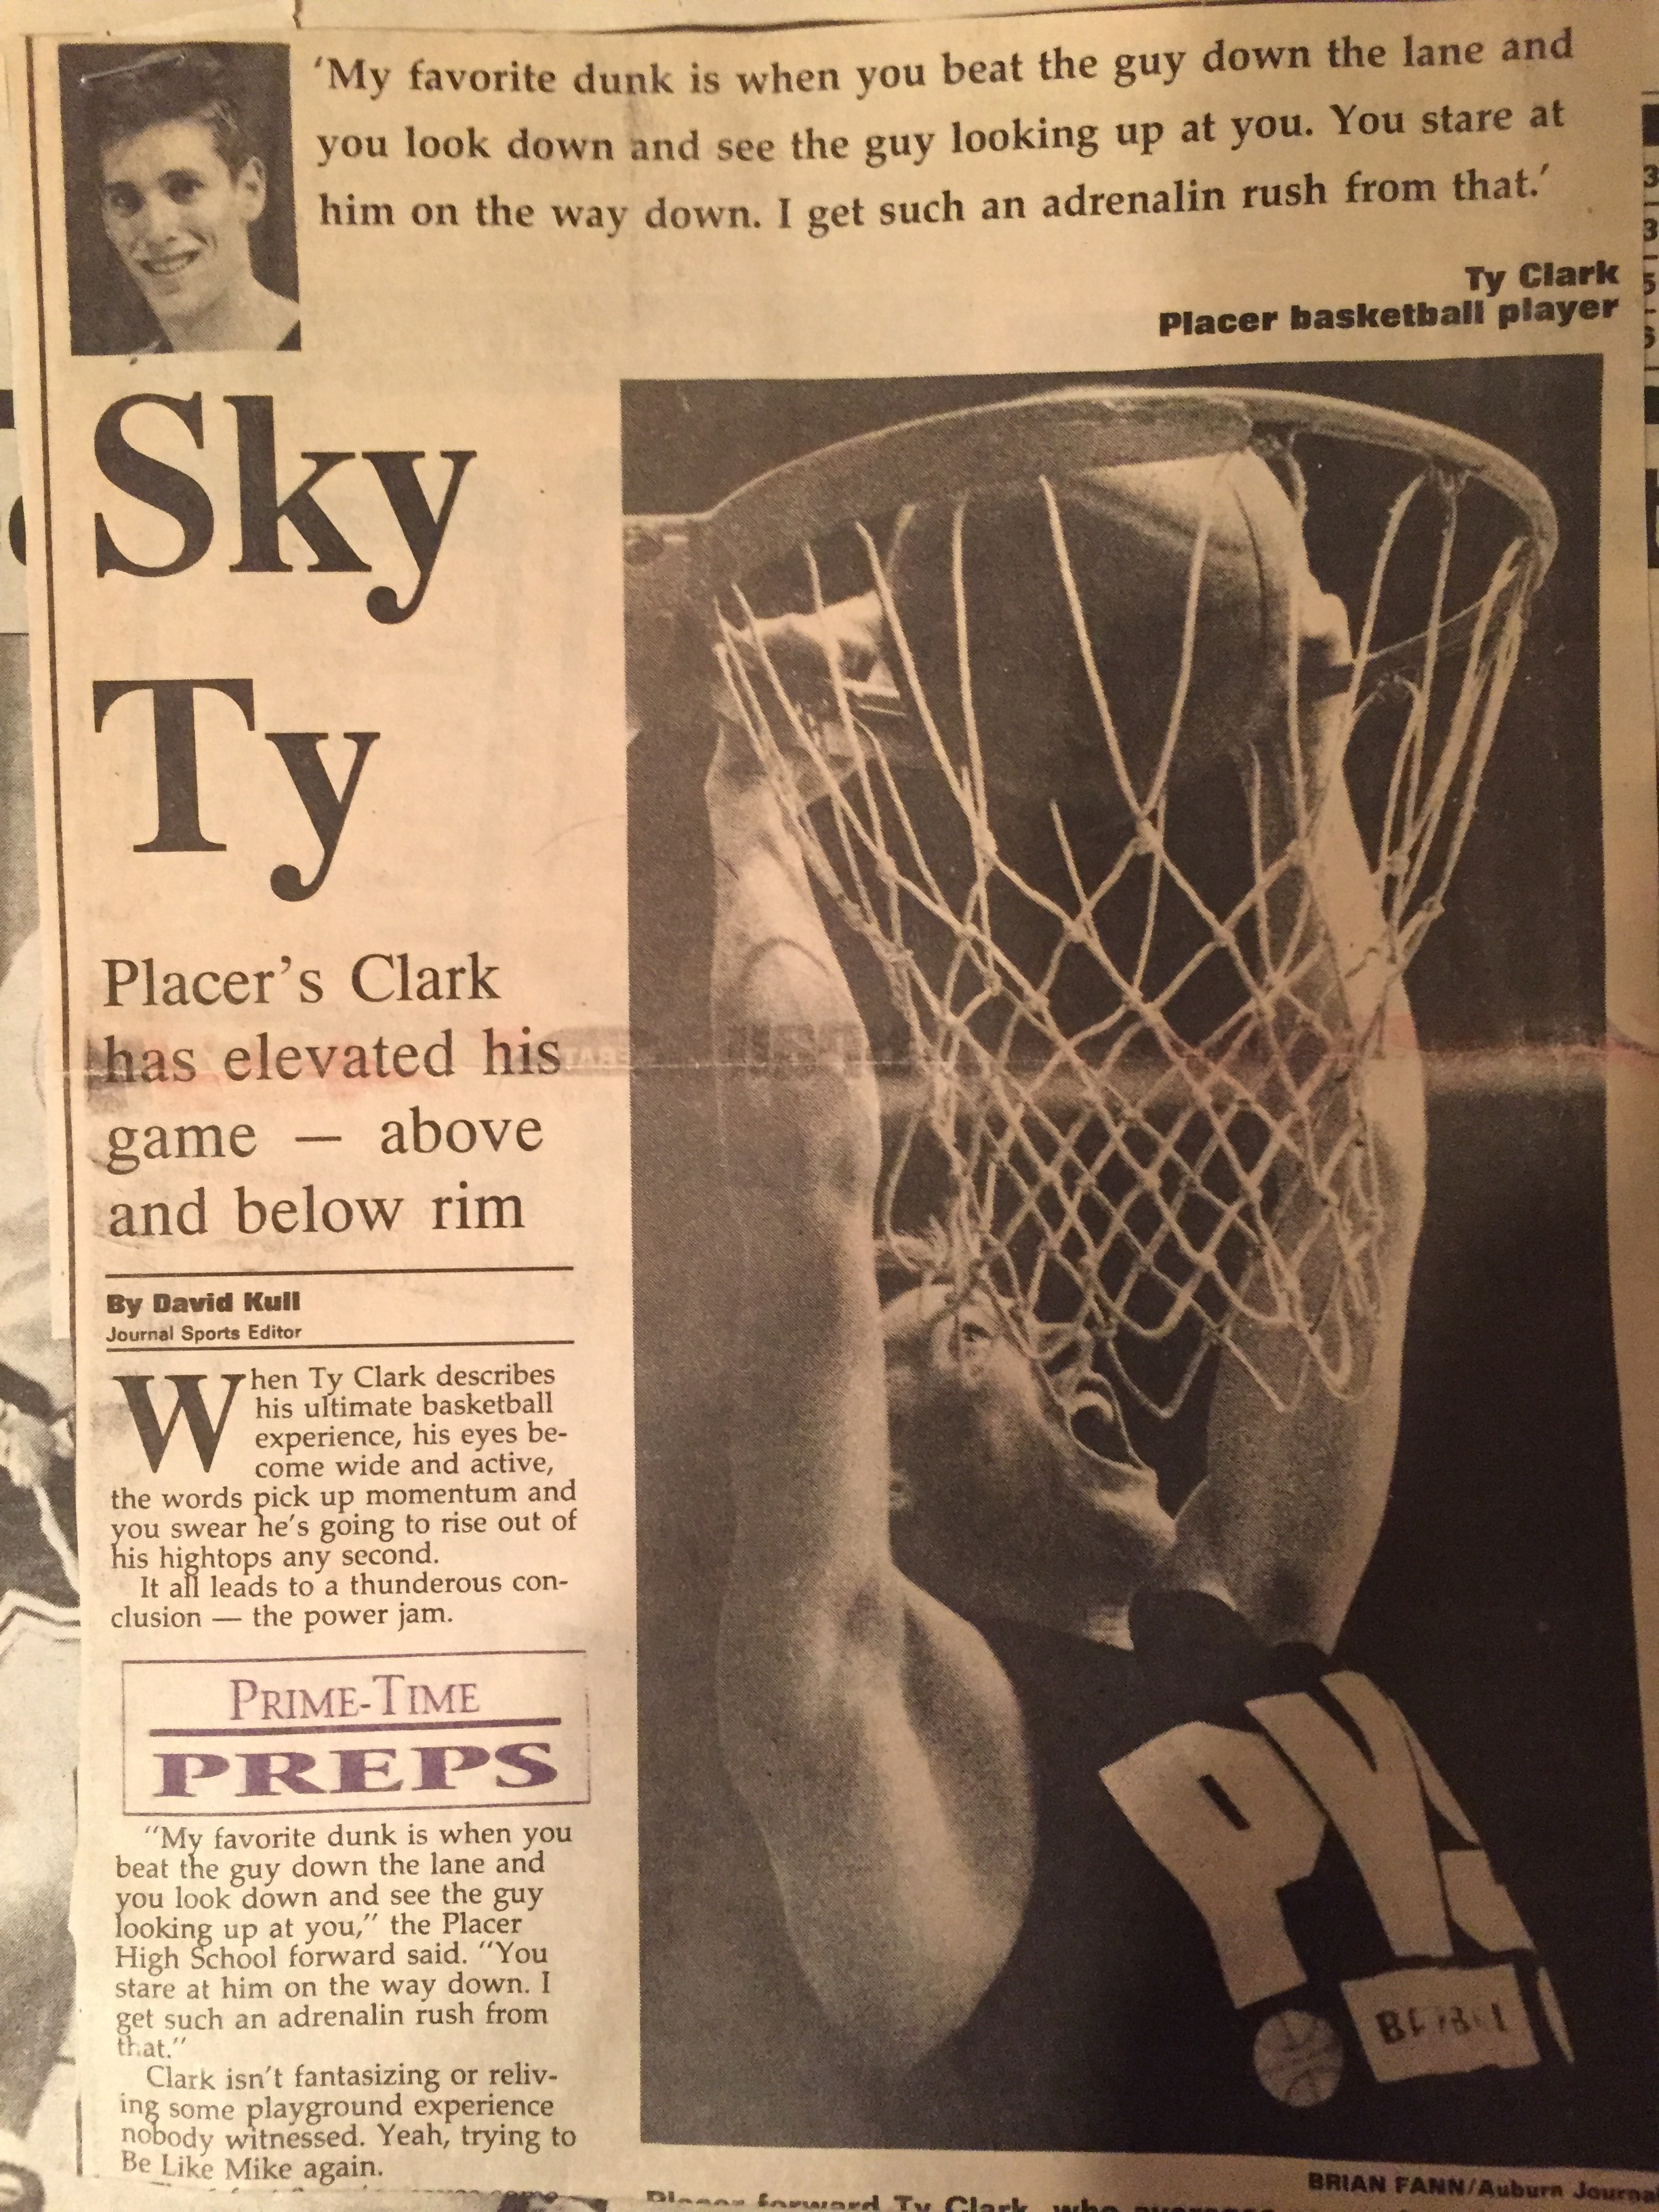 'My favorite dunk is when you beat the guy down the lane and
you look down and see the guy looking up at you. You stare at
him on the way down. I get such an adrenalin rush from that.'
Ty Clark
Placer basketball player
Sky
Ty
Placer's Clark
has elevated his
game — above
and below rim
By David Kull
Journal Sports Editor
When Ty Clark describes
his ultimate basketball
experience, his eyes be-
come wide and active,
the words pick up momentum and
you swear he's going to rise out of
his hightops any second.
It all leads to a thunderous con-
clusion — the power jam.
PRIME-TIME
PREPS
"My favorite dunk is when you
beat the guy down the lane and
you look down and see the guy
looking up at you," the Placer
High School forward said. "You
stare at him on the way down. I
get such an adrenalin rush from
that."
Clark isn't fantasizing or reliv-
ing some playground experience
nobody witnessed. Yeah, trying to
Be Like Mike again.
BRIAN FANN/Auburn Journal
Placer forward Ty Clark, who averages